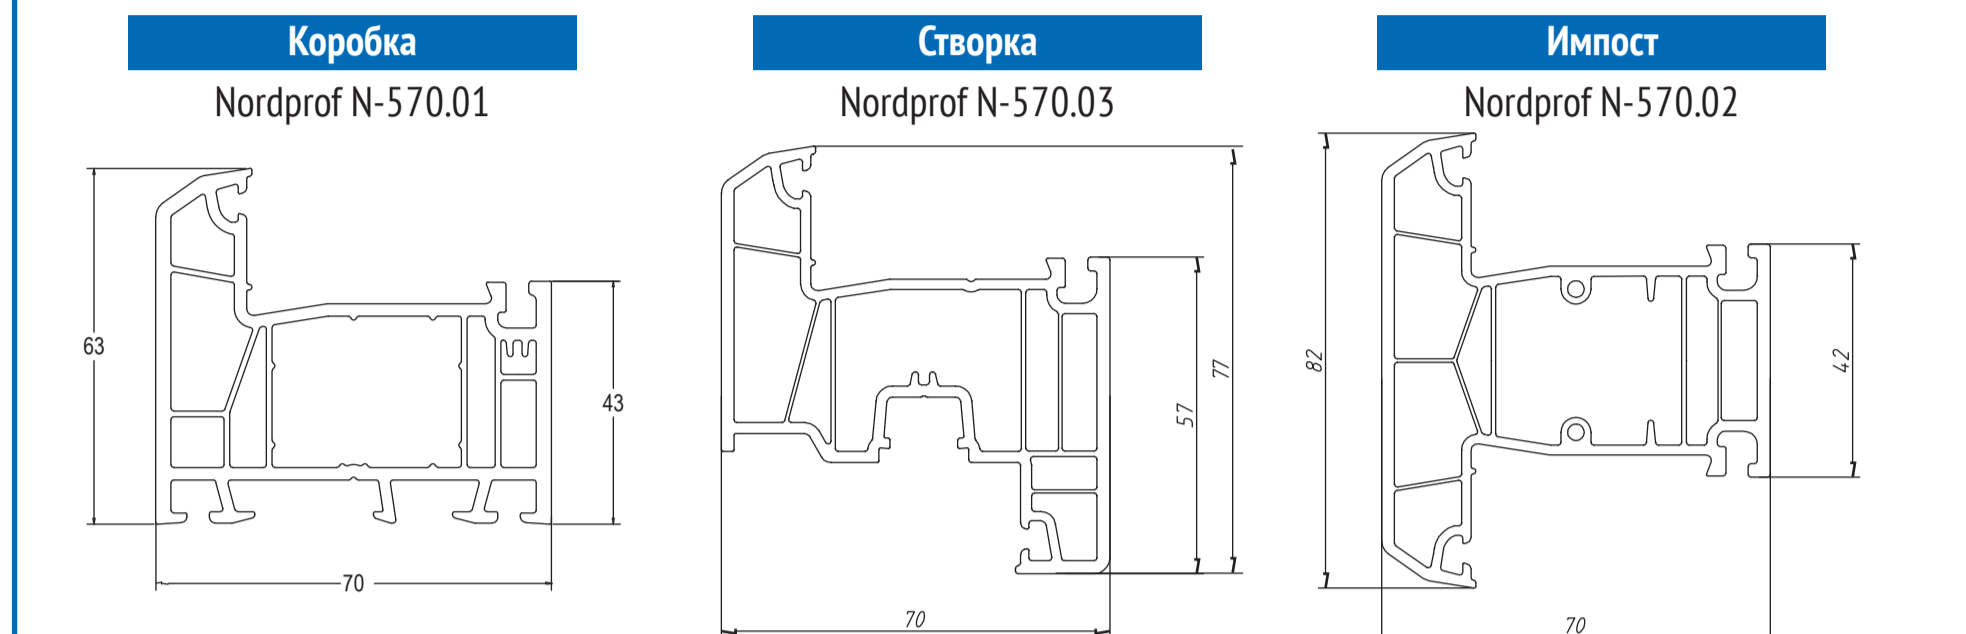 Коробка
Nordprof N-570.01
63
43
70
Створка
Nordprof N-570.03
77
57
70
Импост
Nordprof N-570.02
82
42
70